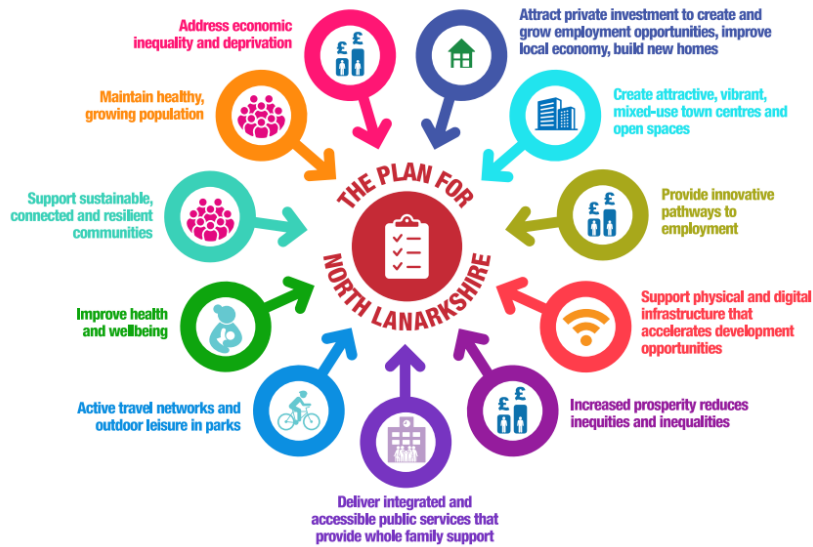 Address economic
inequality and deprivation
£
£
Attract private investment to create and
grow employment opportunities, improve
local economy, build new homes
Maintain healthy,
growing population
Create attractive, vibrant,
mixed-use town centres and
open spaces
Support sustainable,
connected and resilient
communities
THE PLAN FOR
NORTH LANARKSHIRE
£
£
Provide innovative
pathways to
employment
Improve health
and wellbeing
Support physical and digital
infrastructure that
accelerates development
opportunities
Active travel networks and
outdoor leisure in parks
£
£
Increased prosperity reduces
inequities and inequalities
Deliver integrated and
accessible public services that
provide whole family support